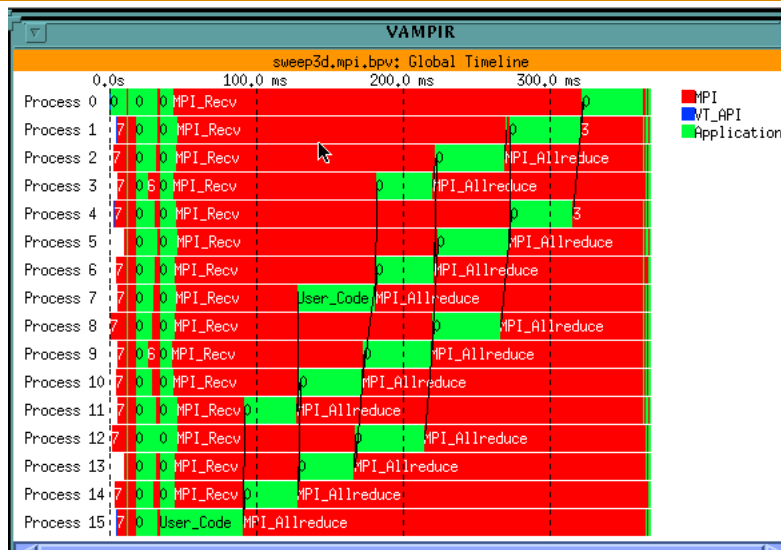 VAMPIR
sweep3d.mpi.bpv: Global Timeline
0.0s 100.0 ms 200.0 ms 300.0 ms
Process 0 0 0 0 MPI_Recv 0
MPI
Process 1 7 0 0 MPI_Recv 0 3
VT_API
Process 2 7 0 0 MPI_Recv 0 MPI_Allreduce
Application
Process 3 7 0 6 0 MPI_Recv 0 MPI_Allreduce
Process 4 7 0 0 MPI_Recv 0 3
Process 5 0 0 MPI_Recv 0 MPI_Allreduce
Process 6 7 0 0 MPI_Recv 0 MPI_Allreduce
Process 7 7 0 0 MPI_Recv User_Code MPI_Allreduce
Process 8 7 0 0 MPI_Recv 0 MPI_Allreduce
Process 9 7 0 6 0 MPI_Recv 0 MPI_Allreduce
Process 10 7 0 0 MPI_Recv 0 MPI_Allreduce
Process 11 7 0 0 MPI_Recv 0 MPI_Allreduce
Process 12 7 0 0 MPI_Recv 0 MPI_Allreduce
Process 13 0 0 MPI_Recv 0 MPI_Allreduce
Process 14 7 0 0 MPI_Recv 0 MPI_Allreduce
Process 15 7 0 User_Code MPI_Allreduce